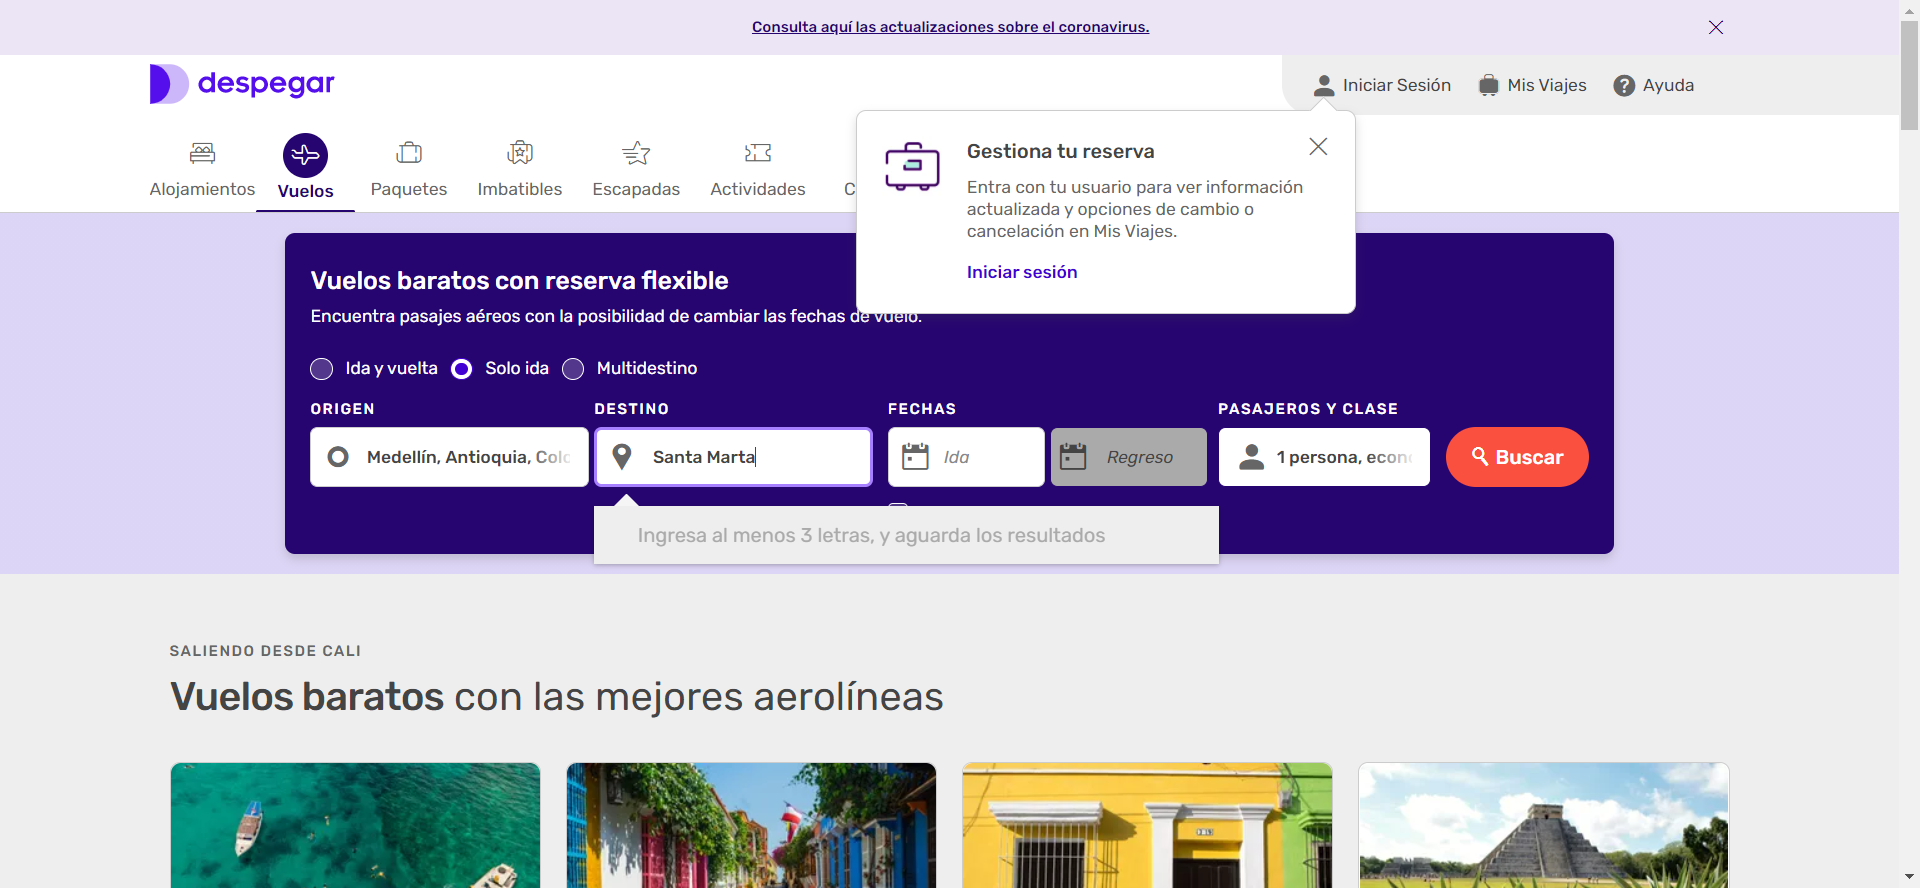 Consulta aquí las actualizaciones sobre el coronavirus.
despegar
Iniciar Sesión
Mis Viajes
Ayuda
Alojamientos
Vuelos
Paquetes
Imbatibles
Escapadas
Actividades
C
Gestiona tu reserva
Entra con tu usuario para ver información
actualizada y opciones de cambio o
cancelación en Mis Viajes.
Iniciar sesión
Vuelos baratos con reserva flexible
Encuentra pasajes aéreos con la posibilidad de cambiar las fechas de vuelo.
Ida y vuelta
Solo ida
Multidestino
ORIGEN
DESTINO
FECHAS
PASAJEROS Y CLASE
Medellín, Antioquia, Colo
Santa Marta
Ida
Regreso
1 persona, econ
Buscar
Ingresa al menos 3 letras, y aguarda los resultados
SALIENDO DESDE CALI
Vuelos baratos con las mejores aerolíneas